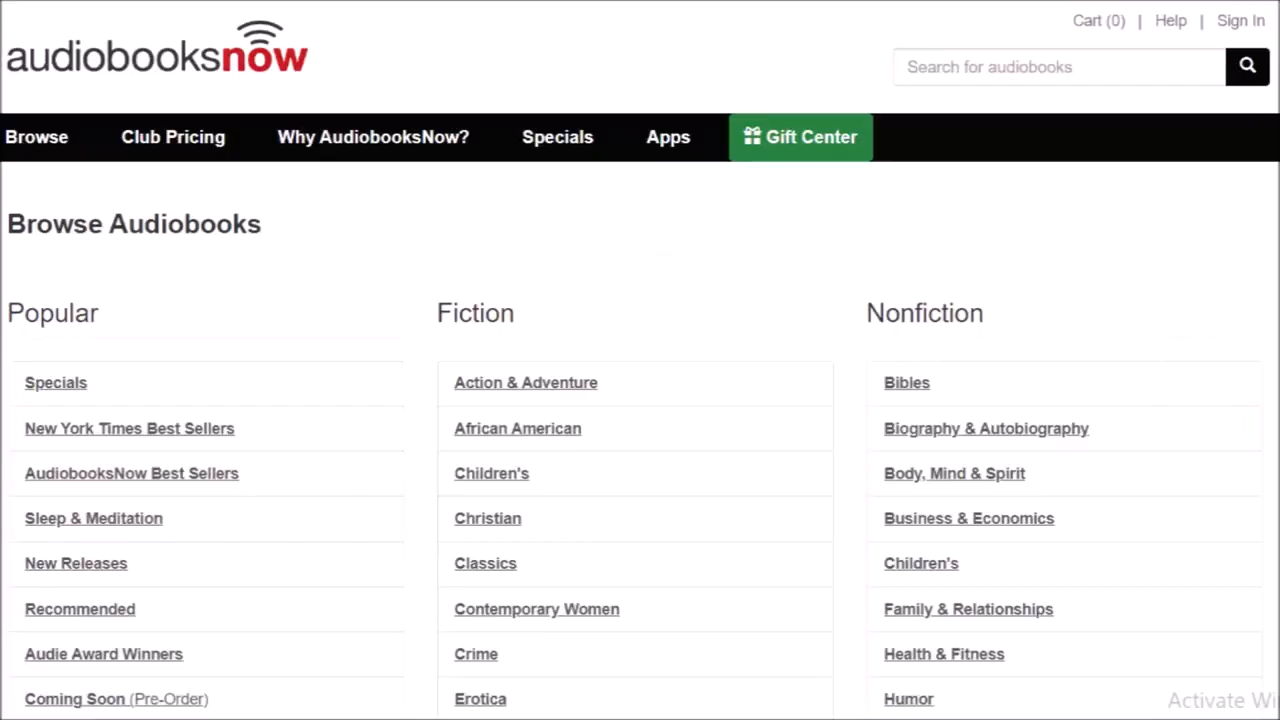 Cart (0) | Help | Sign In
audiobooksnow
Search for audiobooks
Browse Club Pricing Why AudiobooksNow? Specials Apps Gift Center
Browse Audiobooks
Popular
Specials
New York Times Best Sellers
AudiobooksNow Best Sellers
Sleep & Meditation
New Releases
Recommended
Audie Award Winners
Coming Soon (Pre-Order)
Fiction
Action & Adventure
African American
Children's
Christian
Classics
Contemporary Women
Crime
Erotica
Nonfiction
Bibles
Biography & Autobiography
Body, Mind & Spirit
Business & Economics
Children's
Family & Relationships
Health & Fitness
Humor
Activate Wi